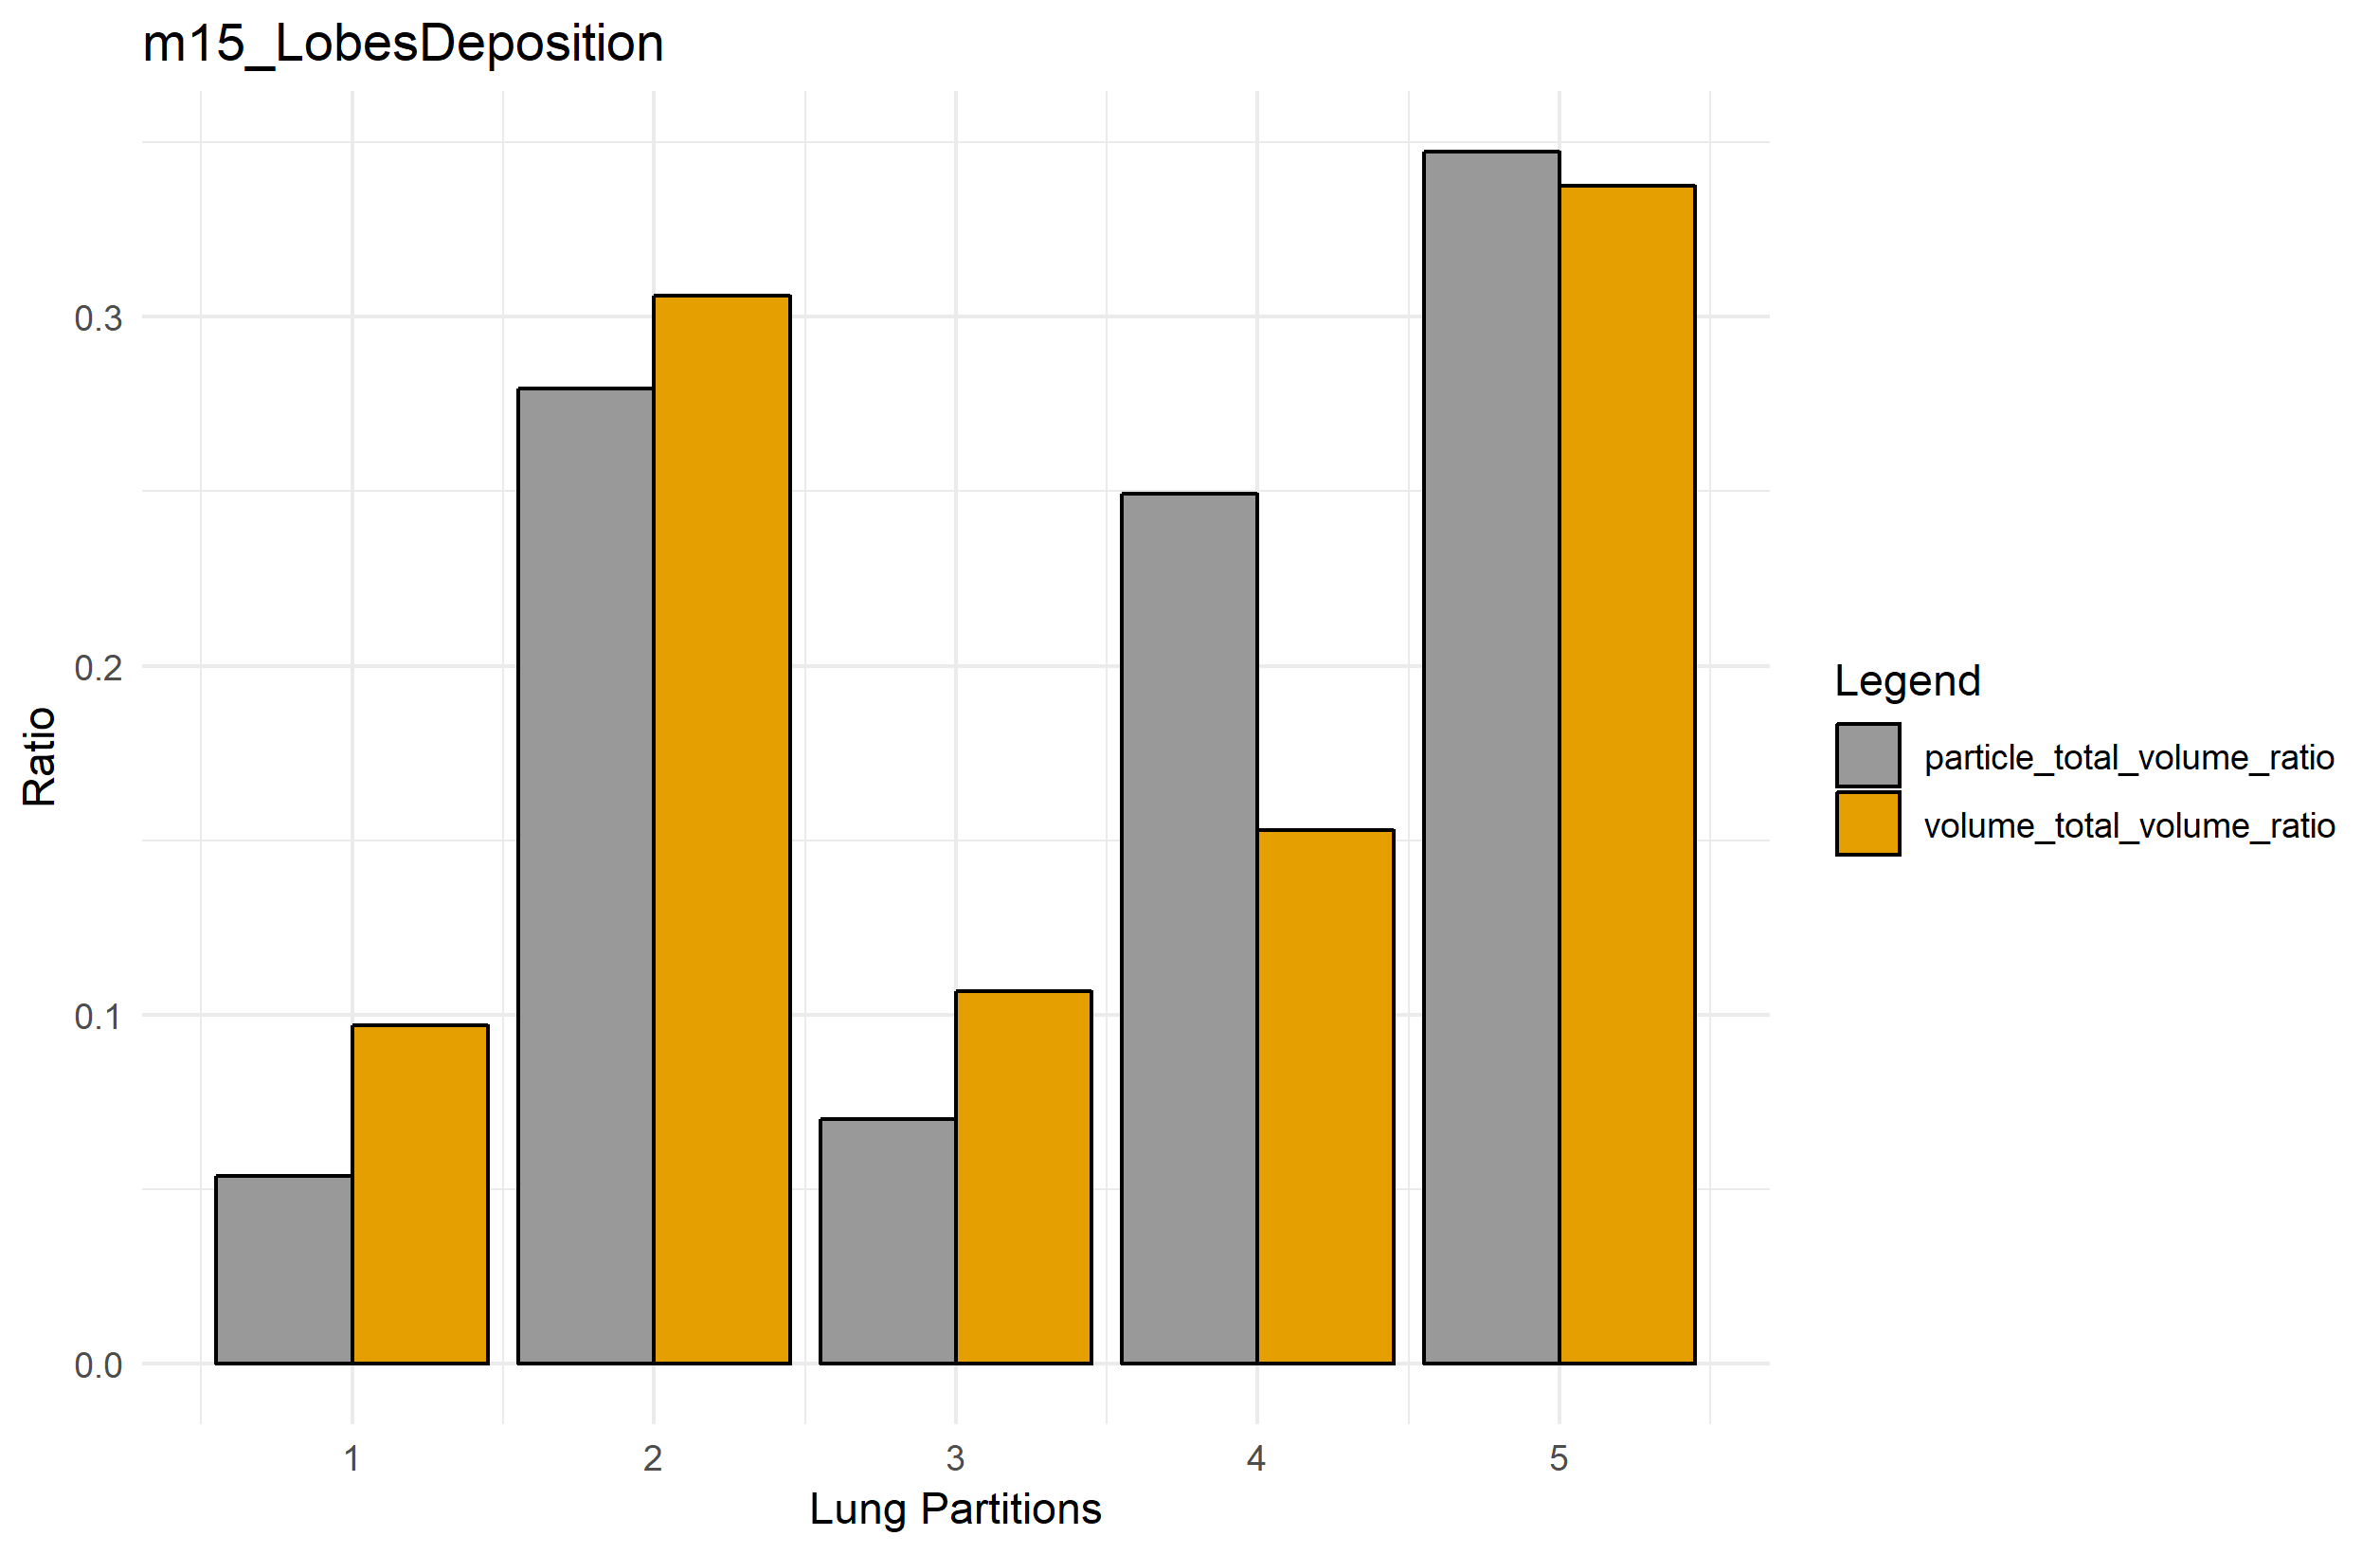 m15_LobesDeposition
Ratio
0.3
0.2
0.1
0.0
1 2 3 4 5
Lung Partitions
Legend
particle_total_volume_ratio
volume_total_volume_ratio